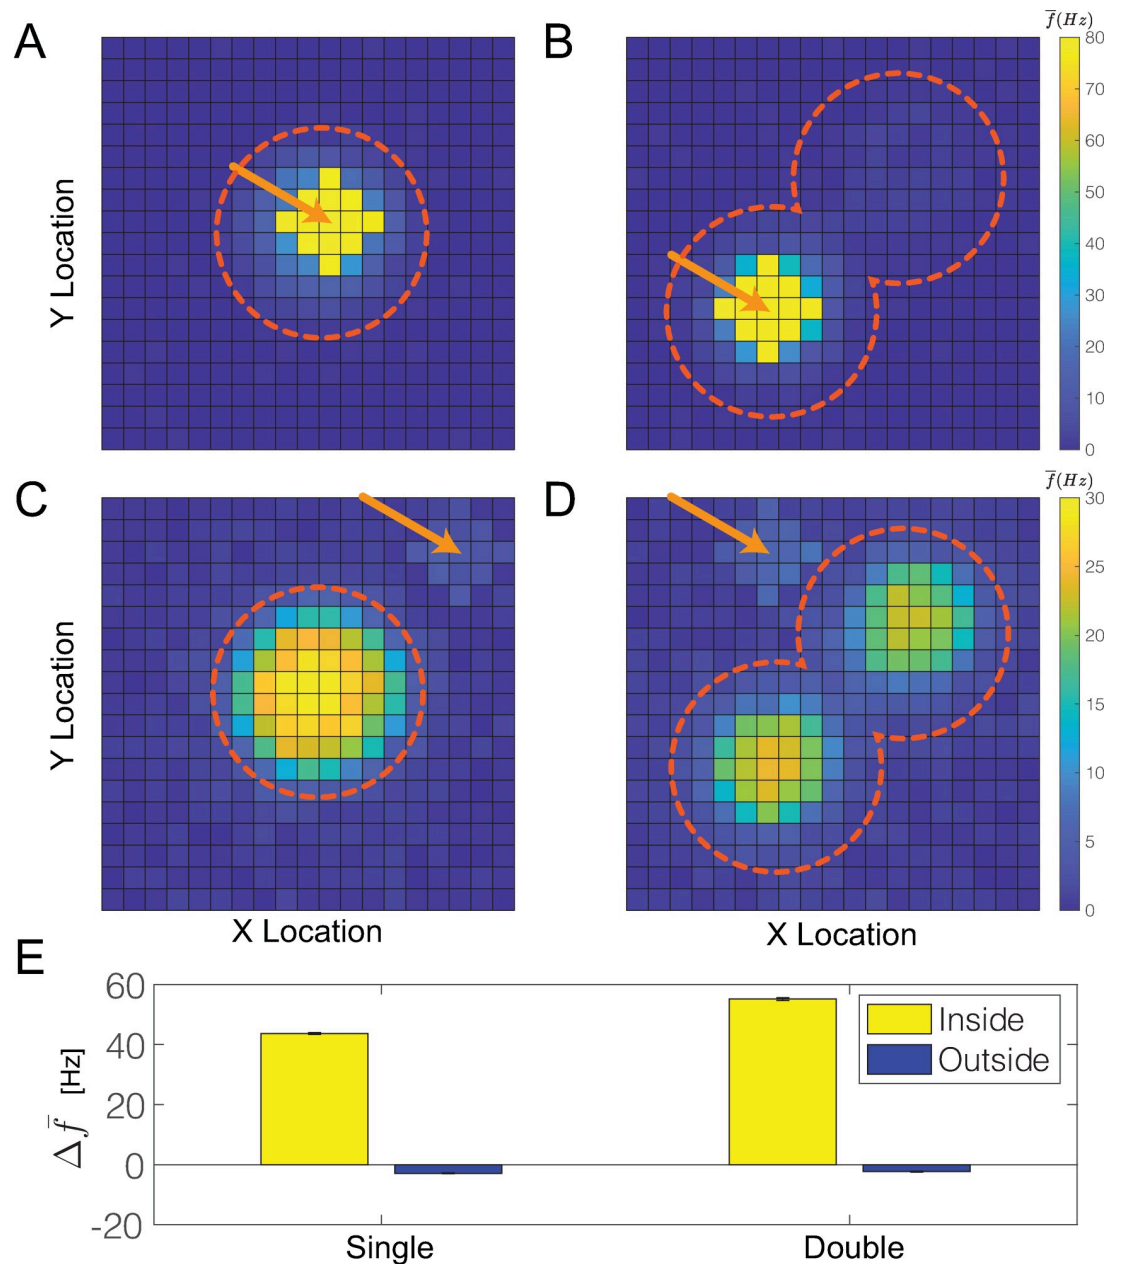 A
B
f̅(Hz)
80
70
60
50
40
30
20
10
0
Y Location
C
D
f̅(Hz)
30
25
20
15
10
5
0
Y Location
X Location
X Location
E
60
40
20
0
-20
Δf̅ [Hz]
Inside
Outside
Single
Double